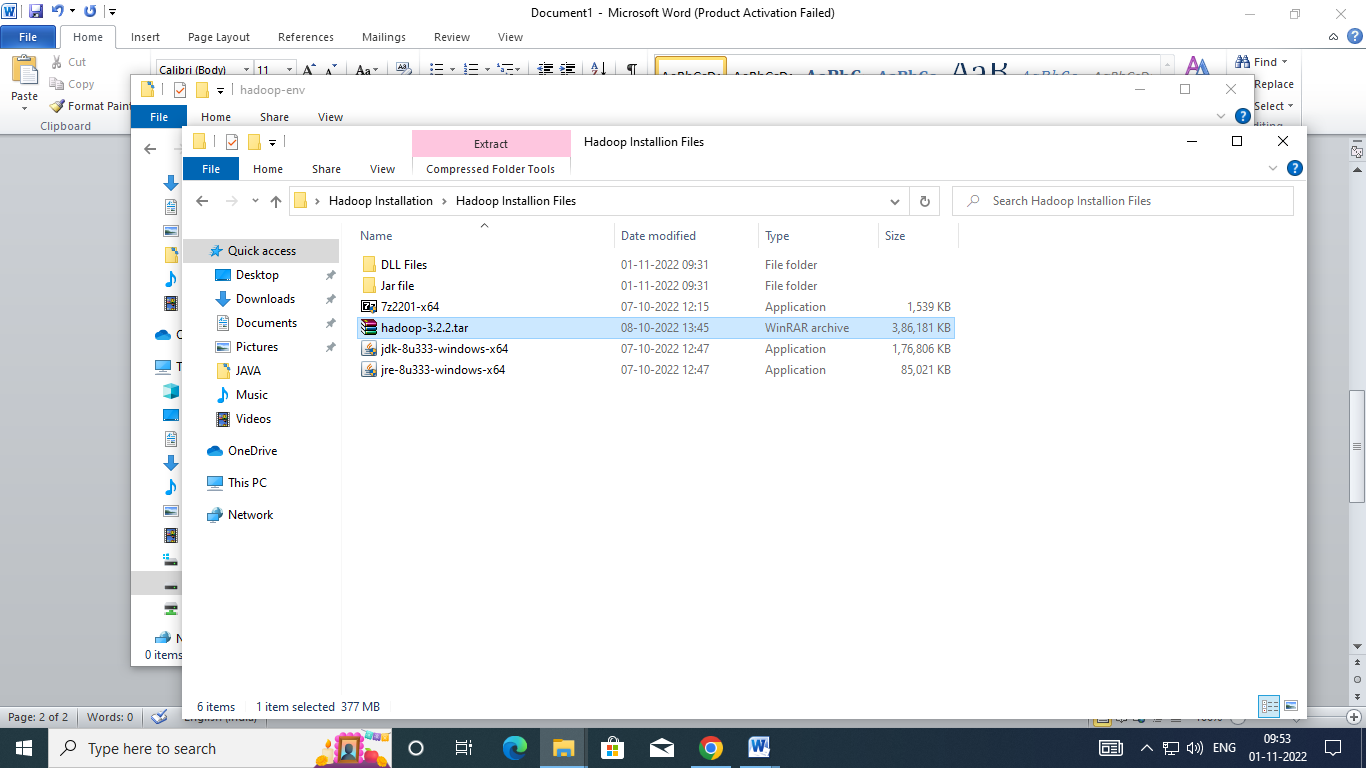 Document1 - Microsoft Word (Product Activation Failed)
File Home Insert Page Layout References Mailings Review View
Cut
Calibri (Body) 11
Find
Copy
Replace
Paste
Select
Clipboard
hadoop-env
File Home Share View
Extract Hadoop Installion Files
File Home Share View Compressed Folder Tools
Hadoop Installation Hadoop Installion Files
Search Hadoop Installion Files
Name Date modified Type Size
Quick access
Desktop
Downloads
Documents
Pictures
JAVA
Music
Videos
OneDrive
This PC
Network
DLL Files 01-11-2022 09:31 File folder
Jar file 01-11-2022 09:31 File folder
7z2201-x64 07-10-2022 12:15 Application 1,539 KB
hadoop-3.2.2.tar 08-10-2022 13:45 WinRAR archive 3,86,181 KB
jdk-8u333-windows-x64 07-10-2022 12:47 Application 1,76,806 KB
jre-8u333-windows-x64 07-10-2022 12:47 Application 85,021 KB
0 items
6 items 1 item selected 377 MB
Page: 2 of 2 Words: 0
Type here to search
ENG
09:53
01-11-2022